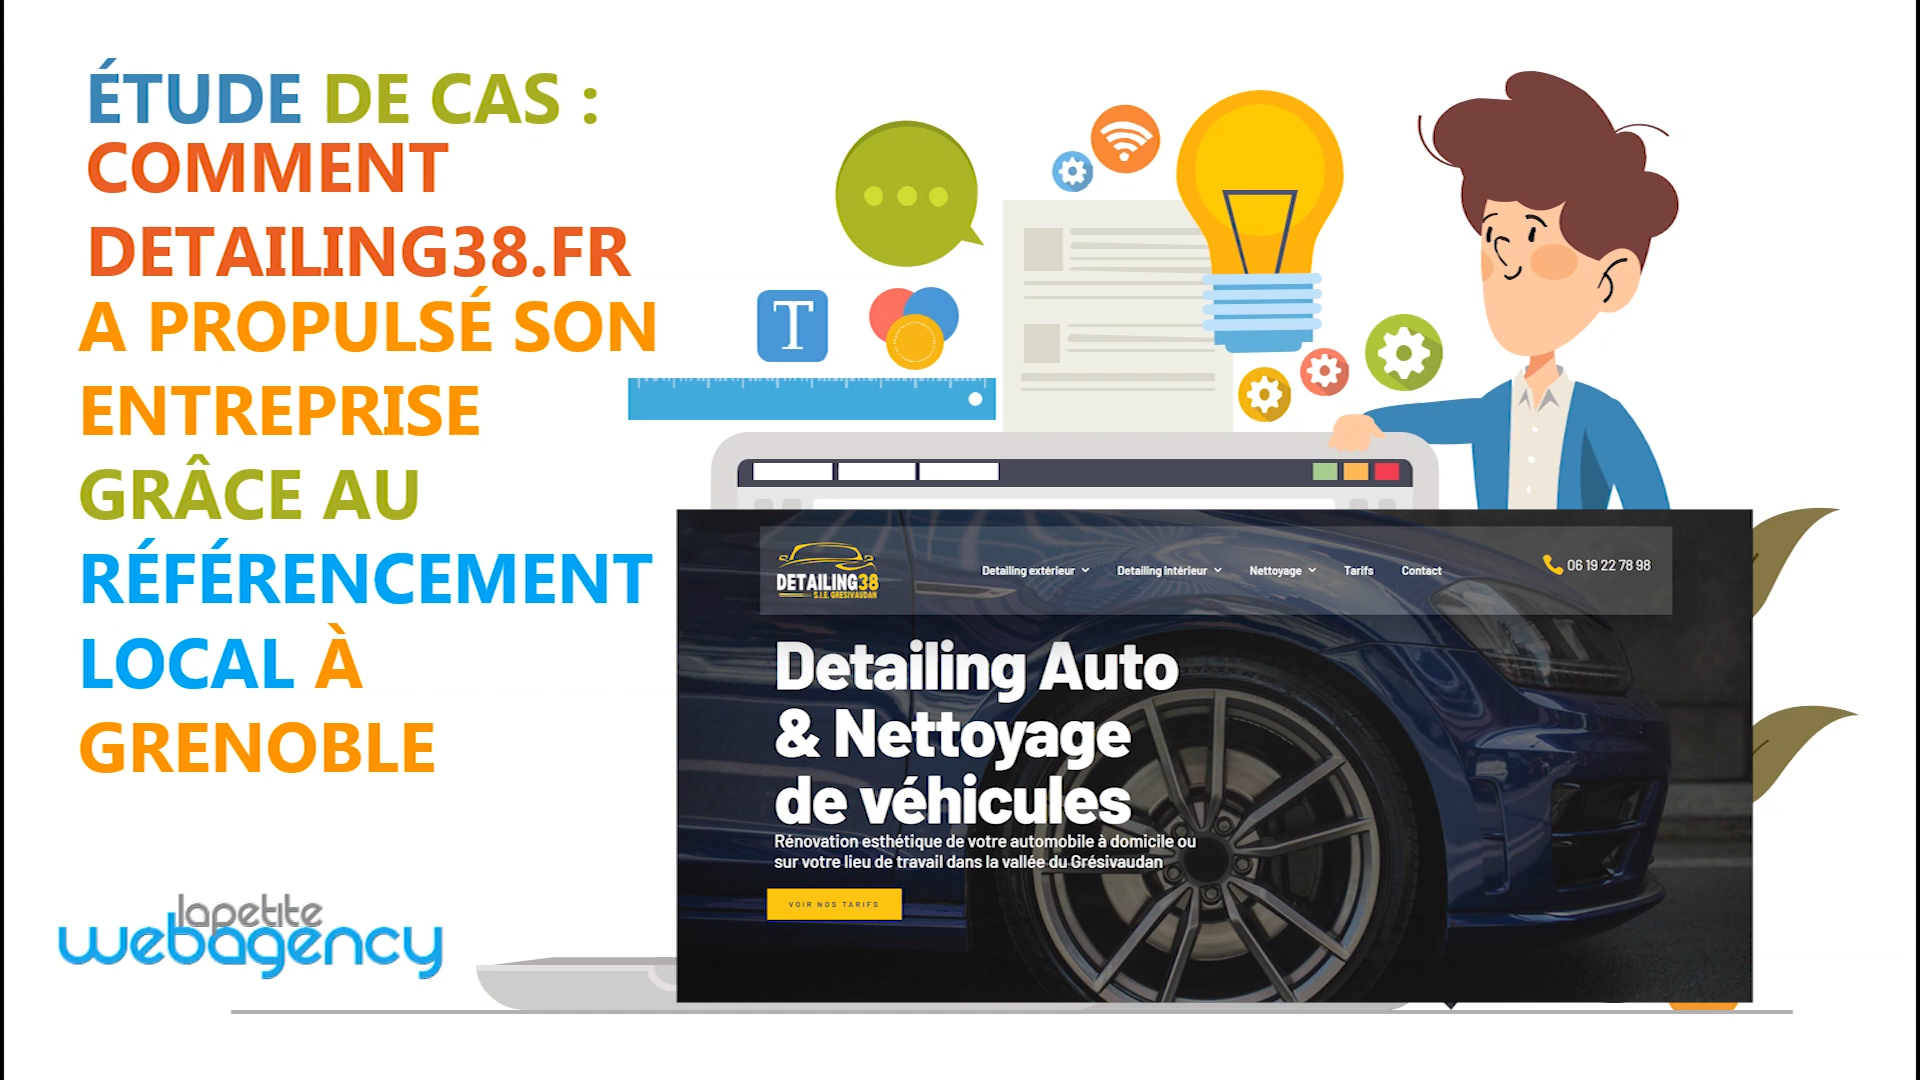 ÉTUDE DE CAS :
COMMENT
DETAILING38.FR
A PROPULSÉ SON
ENTREPRISE
GRÂCE AU
RÉFÉRENCEMENT
LOCAL À
GRENOBLE
lapetite
webagency
T
DETAILING38
S.I.E. GRESIVAUDAN
Detailing extérieur
Detailing intérieur
Nettoyage
Tarifs
Contact
06 19 22 78 98
Detailing Auto
& Nettoyage
de véhicules
Rénovation esthétique de votre automobile à domicile ou
sur votre lieu de travail dans la vallée du Grésivaudan
VOIR NOS TARIFS